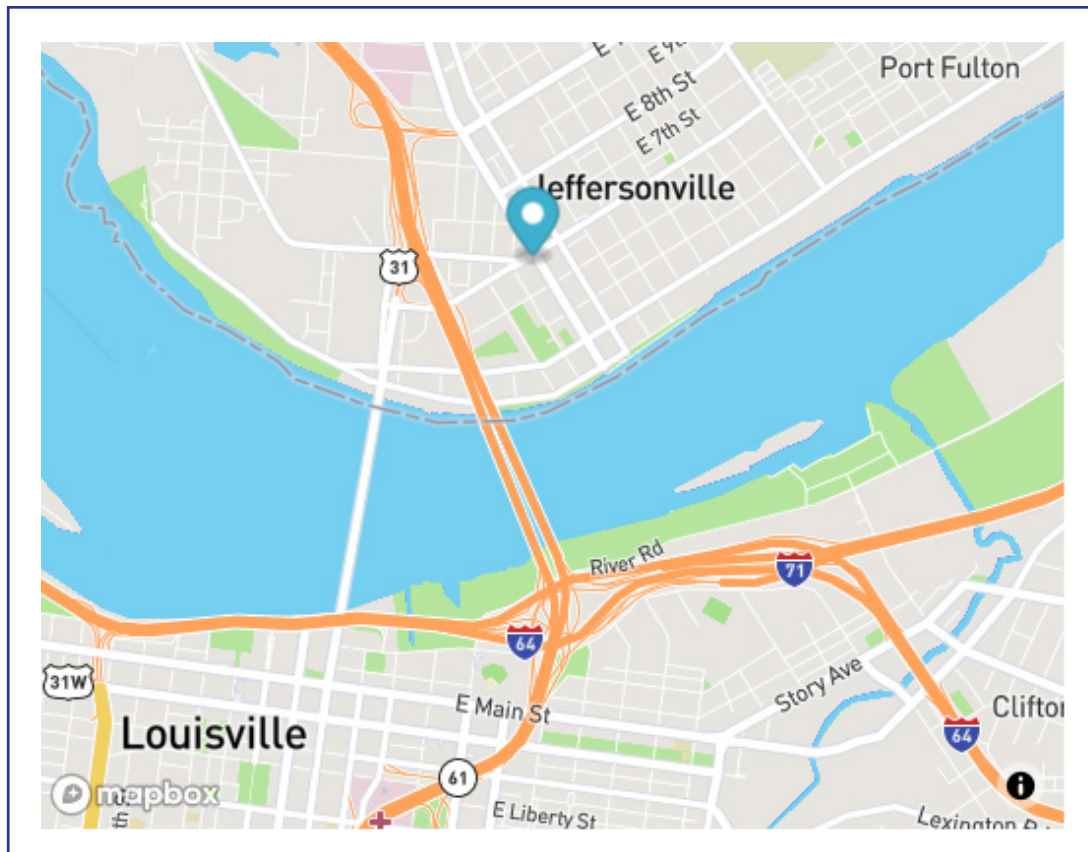 Port Fulton
E 9th
E 8th St
E 7th St
Jeffersonville
31
River Rd
71
64
31W
E Main St
Story Ave
Clifton
Louisville
64
61
mapbox
E Liberty St
Lexington